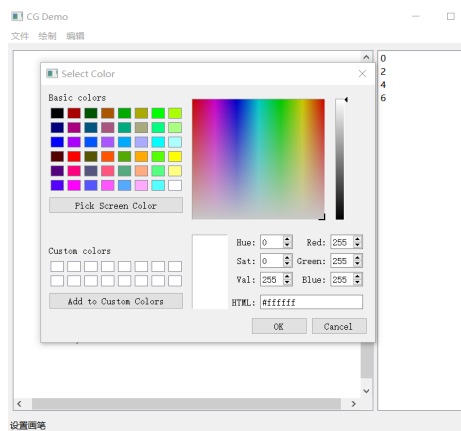 CG Demo
文件 绘制 编辑
Select Color
Basic colors
Pick Screen Color
Custom colors
Add to Custom Colors
Hue: 0 Red: 255
Sat: 0 Green: 255
Val: 255 Blue: 255
HTML: #ffffff
OK Cancel
0
2
4
6
设置画笔